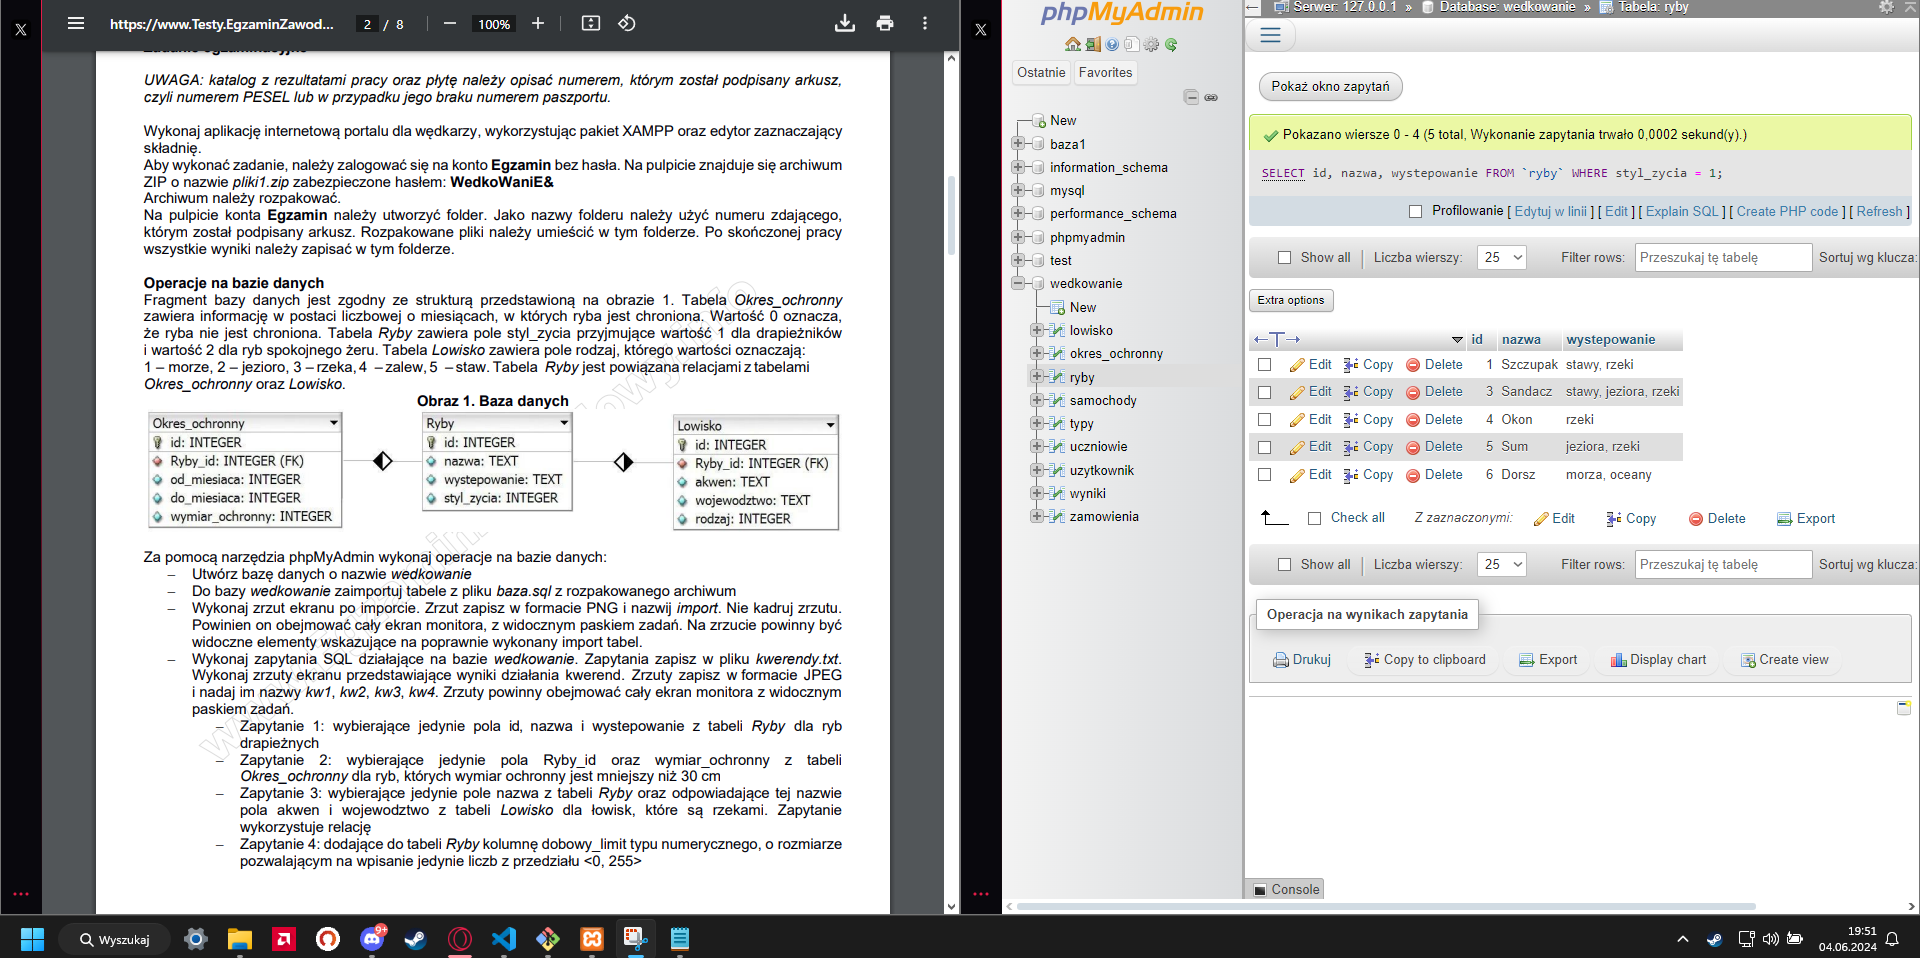 https://www.Testy.EgzaminZawod...
2 / 8
100%
Zadanie egzaminacyjne
UWAGA: katalog z rezultatami pracy oraz płytę należy opisać numerem, którym został podpisany arkusz,
czyli numerem PESEL lub w przypadku jego braku numerem paszportu.
Wykonaj aplikację internetową portalu dla wędkarzy, wykorzystując pakiet XAMPP oraz edytor zaznaczający
składnię.
Aby wykonać zadanie, należy zalogować się na konto Egzamin bez hasła. Na pulpicie znajduje się archiwum
ZIP o nazwie pliki1.zip zabezpieczone hasłem: WedkoWaniE&
Archiwum należy rozpakować.
Na pulpicie konta Egzamin należy utworzyć folder. Jako nazwy folderu należy użyć numeru zdającego,
którym został podpisany arkusz. Rozpakowane pliki należy umieścić w tym folderze. Po skończonej pracy
wszystkie wyniki należy zapisać w tym folderze.
Operacje na bazie danych
Fragment bazy danych jest zgodny ze strukturą przedstawioną na obrazie 1. Tabela Okres_ochronny
zawiera informację w postaci liczbowej o miesiącach, w których ryba jest chroniona. Wartość 0 oznacza,
że ryba nie jest chroniona. Tabela Ryby zawiera pole styl_zycia przyjmujące wartość 1 dla drapieżników
i wartość 2 dla ryb spokojnego żeru. Tabela Lowisko zawiera pole rodzaj, którego wartości oznaczają:
1 – morze, 2 – jezioro, 3 – rzeka, 4 – zalew, 5 – staw. Tabela Ryby jest powiązana relacjami z tabelami
Okres_ochronny oraz Lowisko.
Obraz 1. Baza danych
Okres_ochronny
id: INTEGER
Ryby_id: INTEGER (FK)
od_miesiaca: INTEGER
do_miesiaca: INTEGER
wymiar_ochronny: INTEGER
Ryby
id: INTEGER
nazwa: TEXT
wystepowanie: TEXT
styl_zycia: INTEGER
Lowisko
id: INTEGER
Ryby_id: INTEGER (FK)
akwen: TEXT
wojewodztwo: TEXT
rodzaj: INTEGER
Za pomocą narzędzia phpMyAdmin wykonaj operacje na bazie danych:
– Utwórz bazę danych o nazwie wedkowanie
– Do bazy wedkowanie zaimportuj tabele z pliku baza.sql z rozpakowanego archiwum
– Wykonaj zrzut ekranu po imporcie. Zrzut zapisz w formacie PNG i nazwij import. Nie kadruj zrzutu.
Powinien on obejmować cały ekran monitora, z widocznym paskiem zadań. Na zrzucie powinny być
widoczne elementy wskazujące na poprawnie wykonany import tabel.
– Wykonaj zapytania SQL działające na bazie wedkowanie. Zapytania zapisz w pliku kwerendy.txt.
Wykonaj zrzuty ekranu przedstawiające wyniki działania kwerend. Zrzuty zapisz w formacie JPEG
i nadaj im nazwy kw1, kw2, kw3, kw4. Zrzuty powinny obejmować cały ekran monitora z widocznym
paskiem zadań.
– Zapytanie 1: wybierające jedynie pola id, nazwa i wystepowanie z tabeli Ryby dla ryb
drapieżnych
– Zapytanie 2: wybierające jedynie pola Ryby_id oraz wymiar_ochronny z tabeli
Okres_ochronny dla ryb, których wymiar ochronny jest mniejszy niż 30 cm
– Zapytanie 3: wybierające jedynie pole nazwa z tabeli Ryby oraz odpowiadające tej nazwie
pola akwen i wojewodztwo z tabeli Lowisko dla łowisk, które są rzekami. Zapytanie
wykorzystuje relację
– Zapytanie 4: dodające do tabeli Ryby kolumnę dobowy_limit typu numerycznego, o rozmiarze
pozwalającym na wpisanie jedynie liczb z przedziału <0, 255>
phpMyAdmin
Ostatnie Favorites
New
baza1
information_schema
mysql
performance_schema
phpmyadmin
test
wedkowanie
New
lowisko
okres_ochronny
ryby
samochody
typy
uczniowie
uzytkownik
wyniki
zamowienia
Serwer: 127.0.0.1 » Database: wedkowanie » Tabela: ryby
Pokaż okno zapytań
Pokazano wiersze 0 - 4 (5 total, Wykonanie zapytania trwało 0,0002 sekund(y).)
SELECT id, nazwa, wystepowanie FROM `ryby` WHERE styl_zycia = 1;
Profilowanie [ Edytuj w linii ] [ Edit ] [ Explain SQL ] [ Create PHP code ] [ Refresh ]
Show all Liczba wierszy: 25 Filter rows: Przeszukaj tę tabelę Sortuj wg klucza:
Extra options
id nazwa wystepowanie
Edit Copy Delete 1 Szczupak stawy, rzeki
Edit Copy Delete 3 Sandacz stawy, jeziora, rzeki
Edit Copy Delete 4 Okon rzeki
Edit Copy Delete 5 Sum jeziora, rzeki
Edit Copy Delete 6 Dorsz morza, oceany
Check all Z zaznaczonymi: Edit Copy Delete Export
Show all Liczba wierszy: 25 Filter rows: Przeszukaj tę tabelę Sortuj wg klucza:
Operacja na wynikach zapytania
Drukuj Copy to clipboard Export Display chart Create view
Console
Wyszukaj
9+
19:51
04.06.2024